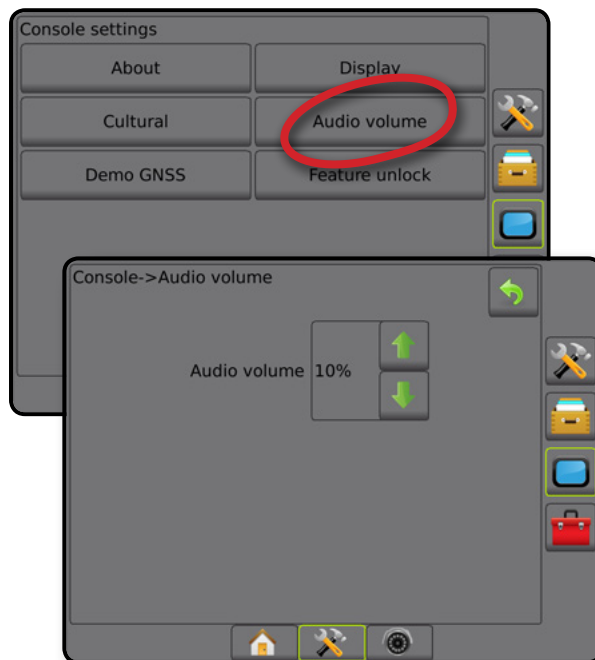 Console settings
About
Display
Cultural
Audio volume
Demo GNSS
Feature unlock
Console->Audio volume
Audio volume 10%